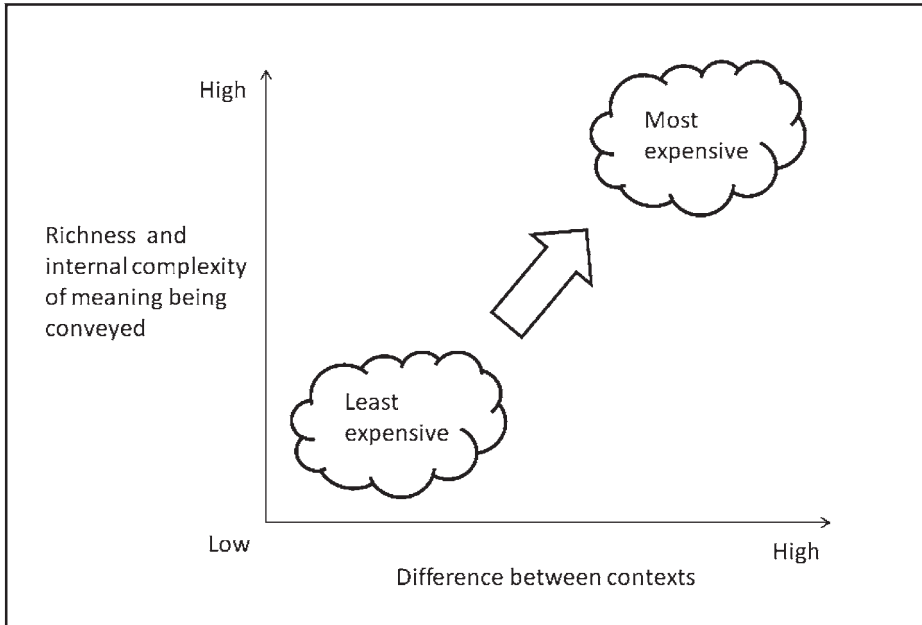 High
Most
expensive
Richness and
internal complexity
of meaning being
conveyed
Least
expensive
Low
High
Difference between contexts